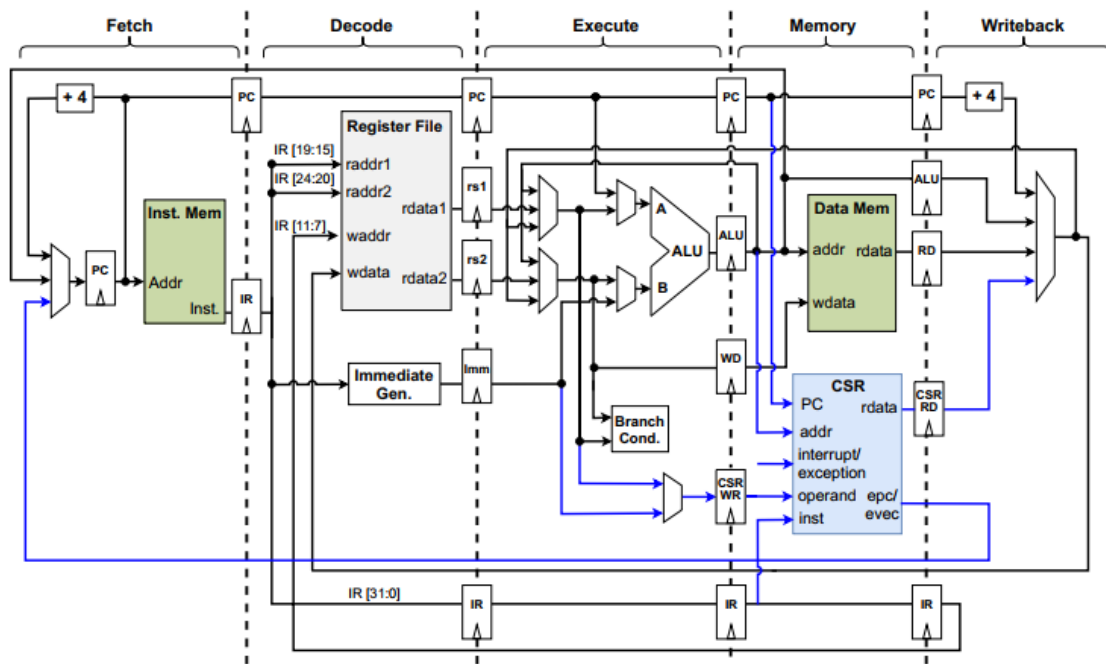 Fetch
Decode
Execute
Memory
Writeback
+ 4
PC
PC
PC
PC
+ 4
Register File
IR [19:15]
raddr1
IR [24:20]
raddr2
rdata1
IR [11:7]
waddr
wdata
rdata2
rs1
rs2
A
ALU
B
ALU
ALU
Data Mem
addr
rdata
RD
wdata
Inst. Mem
PC
Addr
Inst.
IR
Immediate
Gen.
Imm
WD
Branch
Cond.
CSR
PC
rdata
addr
interrupt/
exception
operand
epc/
evec
inst
CSR
RD
CSR
WR
IR [31:0]
IR
IR
IR